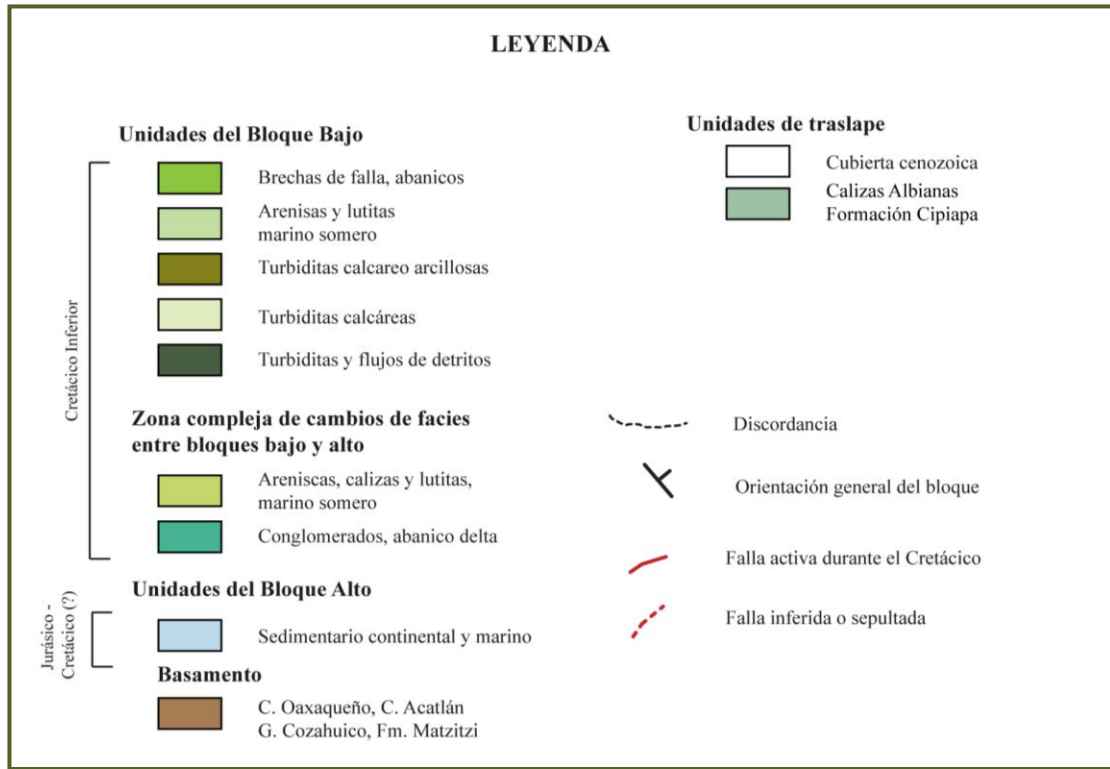 LEYENDA
Unidades del Bloque Bajo
Brechas de falla, abanicos
Arenisas y lutitas
marino somero
Turbiditas calcareo arcillosas
Turbiditas calcáreas
Turbiditas y flujos de detritos
Cretácico Inferior
Zona compleja de cambios de facies
entre bloques bajo y alto
Areniscas, calizas y lutitas,
marino somero
Conglomerados, abanico delta
Unidades del Bloque Alto
Jurásico -
Cretácico (?)
Sedimentario continental y marino
Basamento
C. Oaxaqueño, C. Acatlán
G. Cozahuico, Fm. Matzitzi
Unidades de traslape
Cubierta cenozoica
Calizas Albianas
Formación Cipiapa
Discordancia
Orientación general del bloque
Falla activa durante el Cretácico
Falla inferida o sepultada